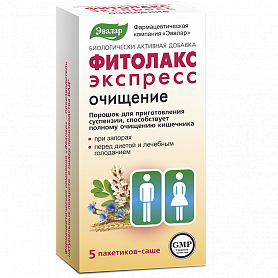 Эвалар
Фармацевтическая
компания «Эвалар»
БИОЛОГИЧЕСКИ АКТИВНАЯ ДОБАВКА
ФИТОЛАКС
ЭКСПРЕСС
ОЧИЩЕНИЕ
Порошок для приготовления
суспензии, способствует
полному очищению кишечника
• при запорах
• перед диетой и лечебным
голоданием
5 пакетиков-саше
GMP